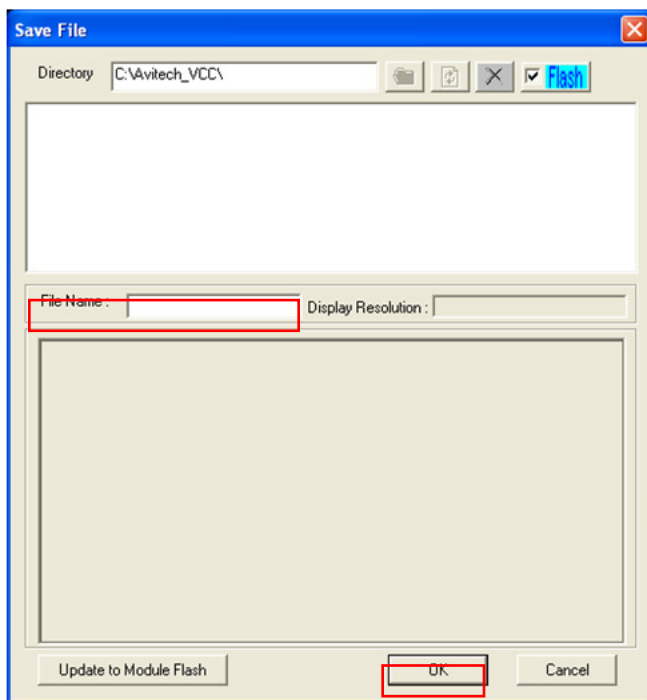 Save File
Directory C:\Avitech_VCC\ Flash
File Name : Display Resolution :
Update to Module Flash OK Cancel